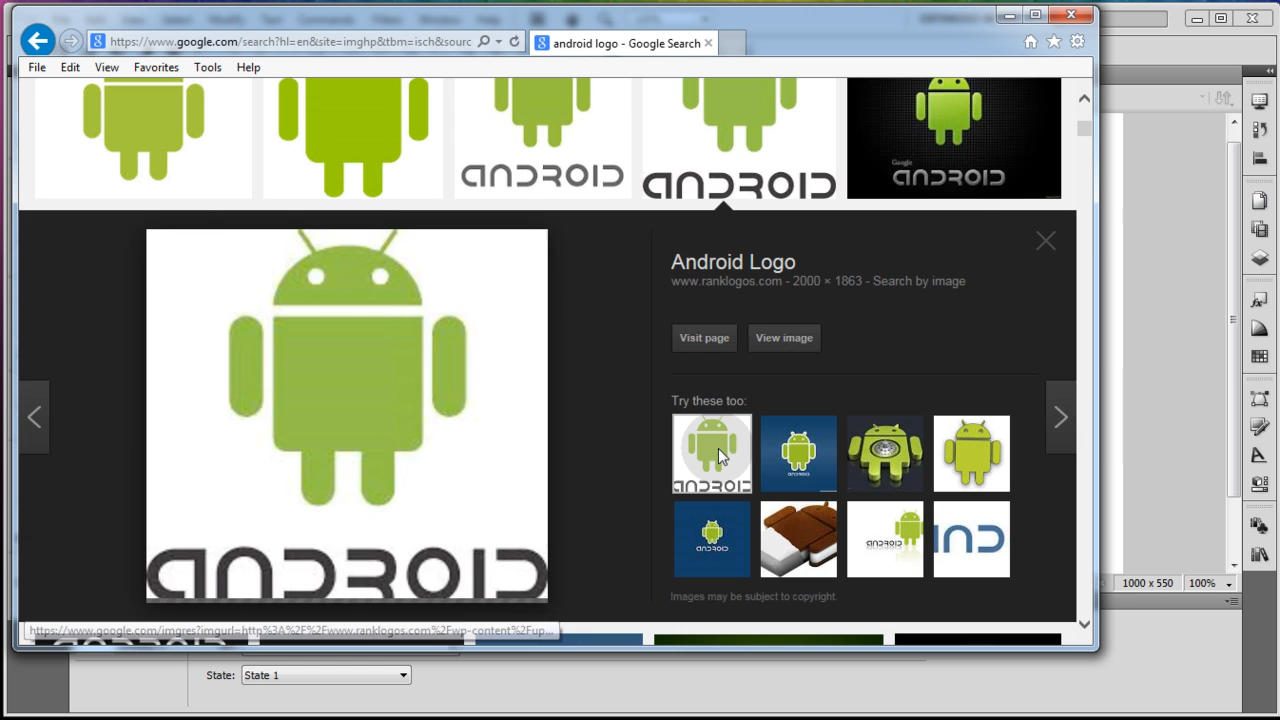 https://www.google.com/search?hl=en&site=imghp&tbm=isch&sourc
android logo - Google Search
File Edit View Favorites Tools Help
ANDROID
ANDROID
Google
ANDROID
Android Logo
www.ranklogos.com - 2000 × 1863 - Search by image
Visit page View image
Try these too:
ANDROID
ANDROID
ANDROID
ANDROID
AND
Images may be subject to copyright.
https://www.google.com/imgres?imgurl=http%3A%2F%2Fwww.ranklogos.com%2Fwp-content%2Fup...
1000 x 550 100%
State: State 1